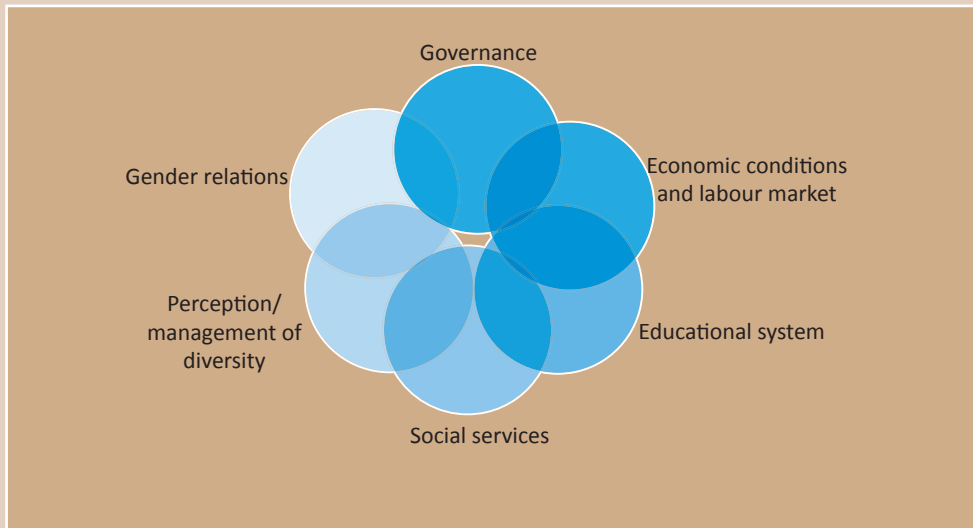 Governance
Gender relations
Economic conditions
and labour market
Perception/
management of
diversity
Educational system
Social services